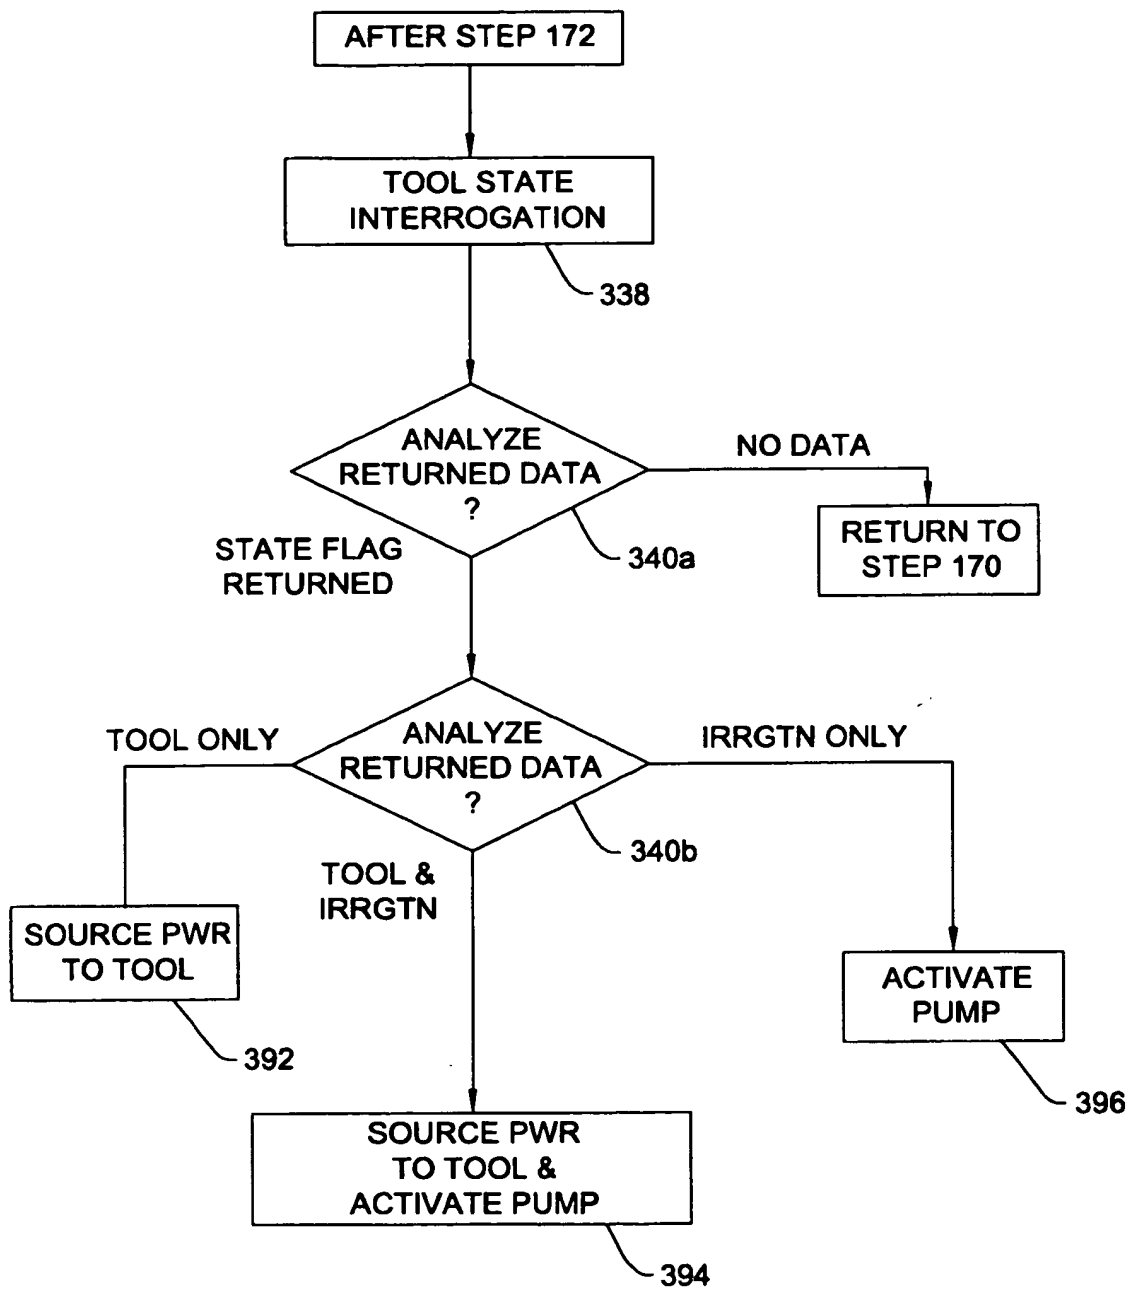 AFTER STEP 172
TOOL STATE
INTERROGATION
338
ANALYZE
RETURNED DATA
?
NO DATA
340a
RETURN TO
STEP 170
STATE FLAG
RETURNED
TOOL ONLY
ANALYZE
RETURNED DATA
?
IRRGTN ONLY
340b
TOOL &
IRRGTN
SOURCE PWR
TO TOOL
392
ACTIVATE
PUMP
396
SOURCE PWR
TO TOOL &
ACTIVATE PUMP
394